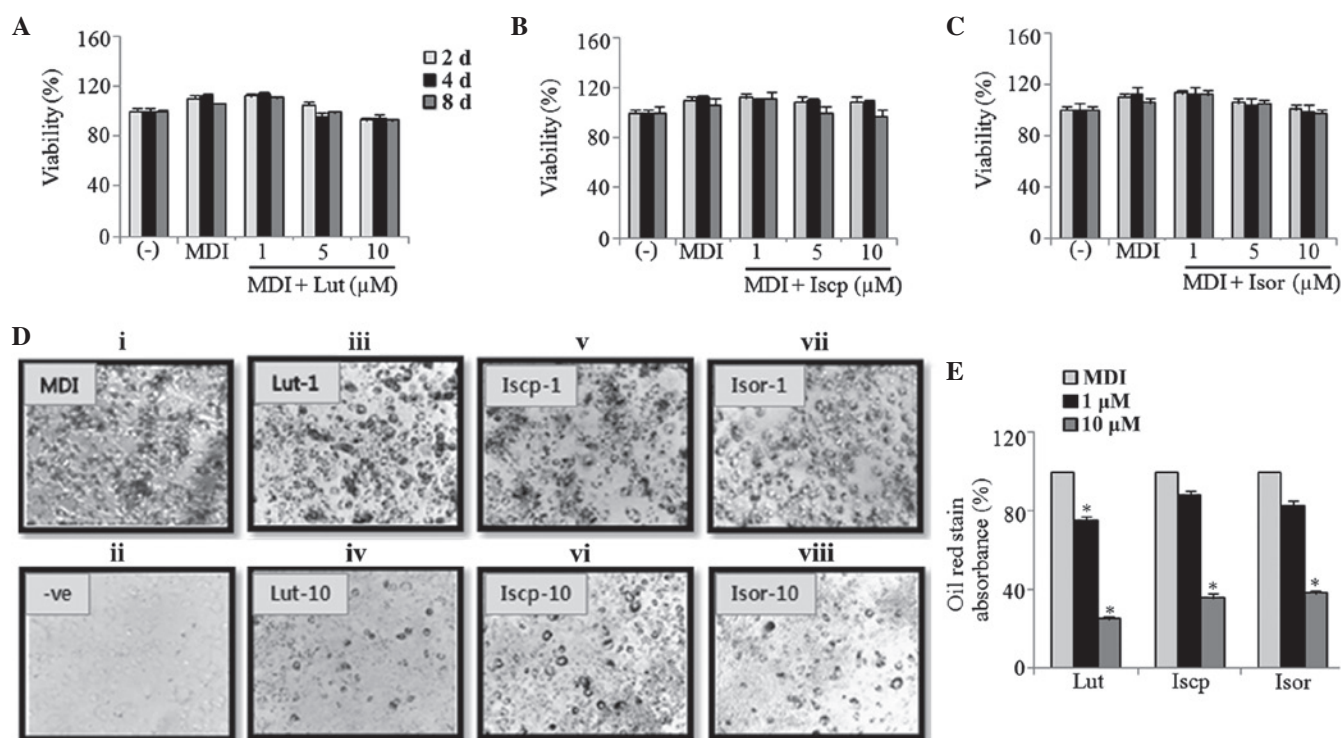 A
160
120
80
40
0
Viability (%)
2 d
4 d
8 d
(-) MDI 1 5 10
MDI + Lut (µM)
B
160
120
80
40
0
Viability (%)
(-) MDI 1 5 10
MDI + Iscp (µM)
C
160
120
80
40
0
Viability (%)
(-) MDI 1 5 10
MDI + Isor (µM)
D
i iii v vii
MDI Lut-1 Iscp-1 Isor-1
ii iv vi viii
-ve Lut-10 Iscp-10 Isor-10
E
MDI
1 µM
10 µM
120
80
40
0
Oil red stain
absorbance (%)
* * * *
Lut Iscp Isor